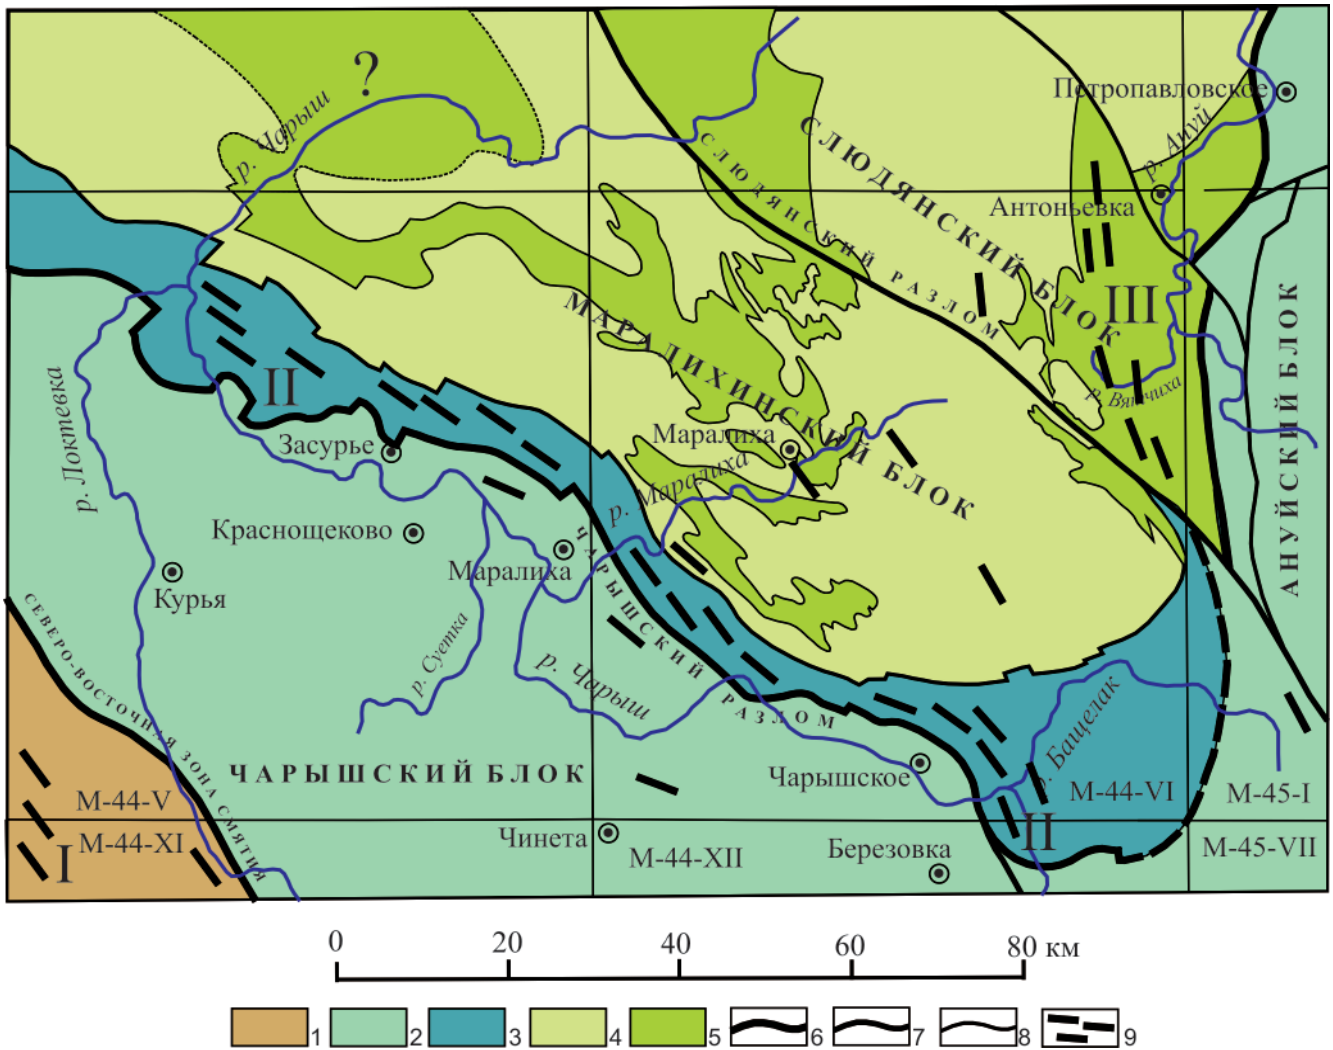 ?
р. Чарыш
Петропавловское
р. Ануй
Антоньевка
СЛЮДЯНСКИЙ БЛОК
СЛЮДЯНСКИЙ РАЗЛОМ
III
АНУЙСКИЙ БЛОК
МАРАЛИХИНСКИЙ БЛОК
р. Локтевка
II
Засурье
Маралиха
р. Маралиха
Краснощеково
Маралиха
Курья
ЧАРЫШСКИЙ РАЗЛОМ
СЕВЕРО-ВОСТОЧНАЯ ЗОНА СМЯТИЯ
р. Суетка
р. Чарыш
р. Бащелак
ЧАРЫШСКИЙ БЛОК
Чарышское
М-44-V
М-44-VI
М-45-I
I
М-44-XI
Чинета
М-44-XII
Березовка
II
М-45-VII
0 20 40 60 80 км
1 2 3 4 5 6 7 8 9